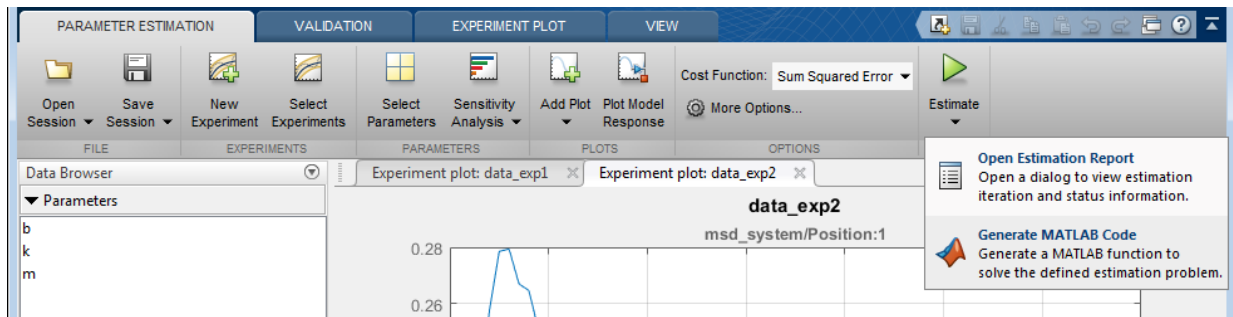 PARAMETER ESTIMATION VALIDATION EXPERIMENT PLOT VIEW
Open Session
Save Session
New Experiment
Select Experiments
Select Parameters
Sensitivity Analysis
Add Plot
Plot Model Response
Cost Function: Sum Squared Error
More Options...
Estimate
FILE EXPERIMENTS PARAMETERS PLOTS OPTIONS
Open Estimation Report
Open a dialog to view estimation
iteration and status information.
Generate MATLAB Code
Generate a MATLAB function to
solve the defined estimation problem.
Data Browser
Parameters
b
k
m
Experiment plot: data_exp1 Experiment plot: data_exp2
data_exp2
msd_system/Position:1
0.28
0.26